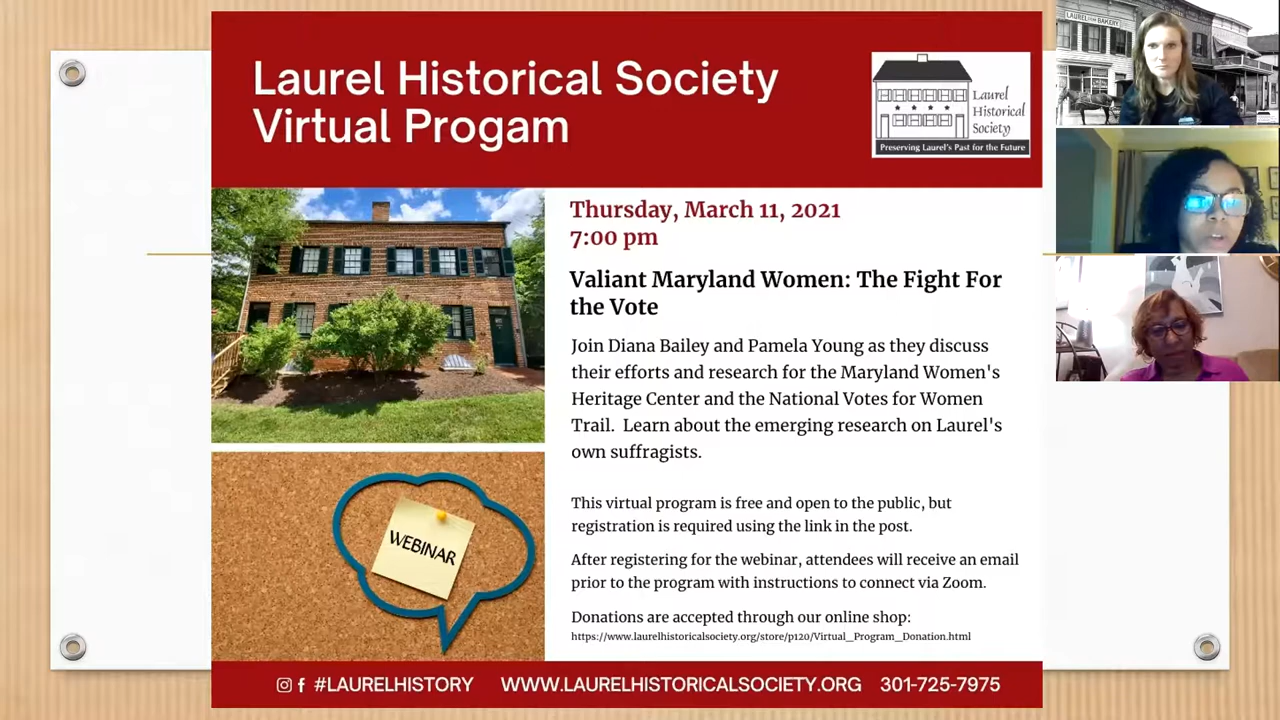 Laurel Historical Society
Virtual Progam
Laurel
Historical
Society
Preserving Laurel's Past for the Future
Thursday, March 11, 2021
7:00 pm
Valiant Maryland Women: The Fight For
the Vote
Join Diana Bailey and Pamela Young as they discuss
their efforts and research for the Maryland Women's
Heritage Center and the National Votes for Women
Trail. Learn about the emerging research on Laurel's
own suffragists.
This virtual program is free and open to the public, but
registration is required using the link in the post.
After registering for the webinar, attendees will receive an email
prior to the program with instructions to connect via Zoom.
Donations are accepted through our online shop:
https://www.laurelhistoricalsociety.org/store/p120/Virtual_Program_Donation.html
WEBINAR
#LAURELHISTORY WWW.LAURELHISTORICALSOCIETY.ORG 301-725-7975
LAUREL BAKERY